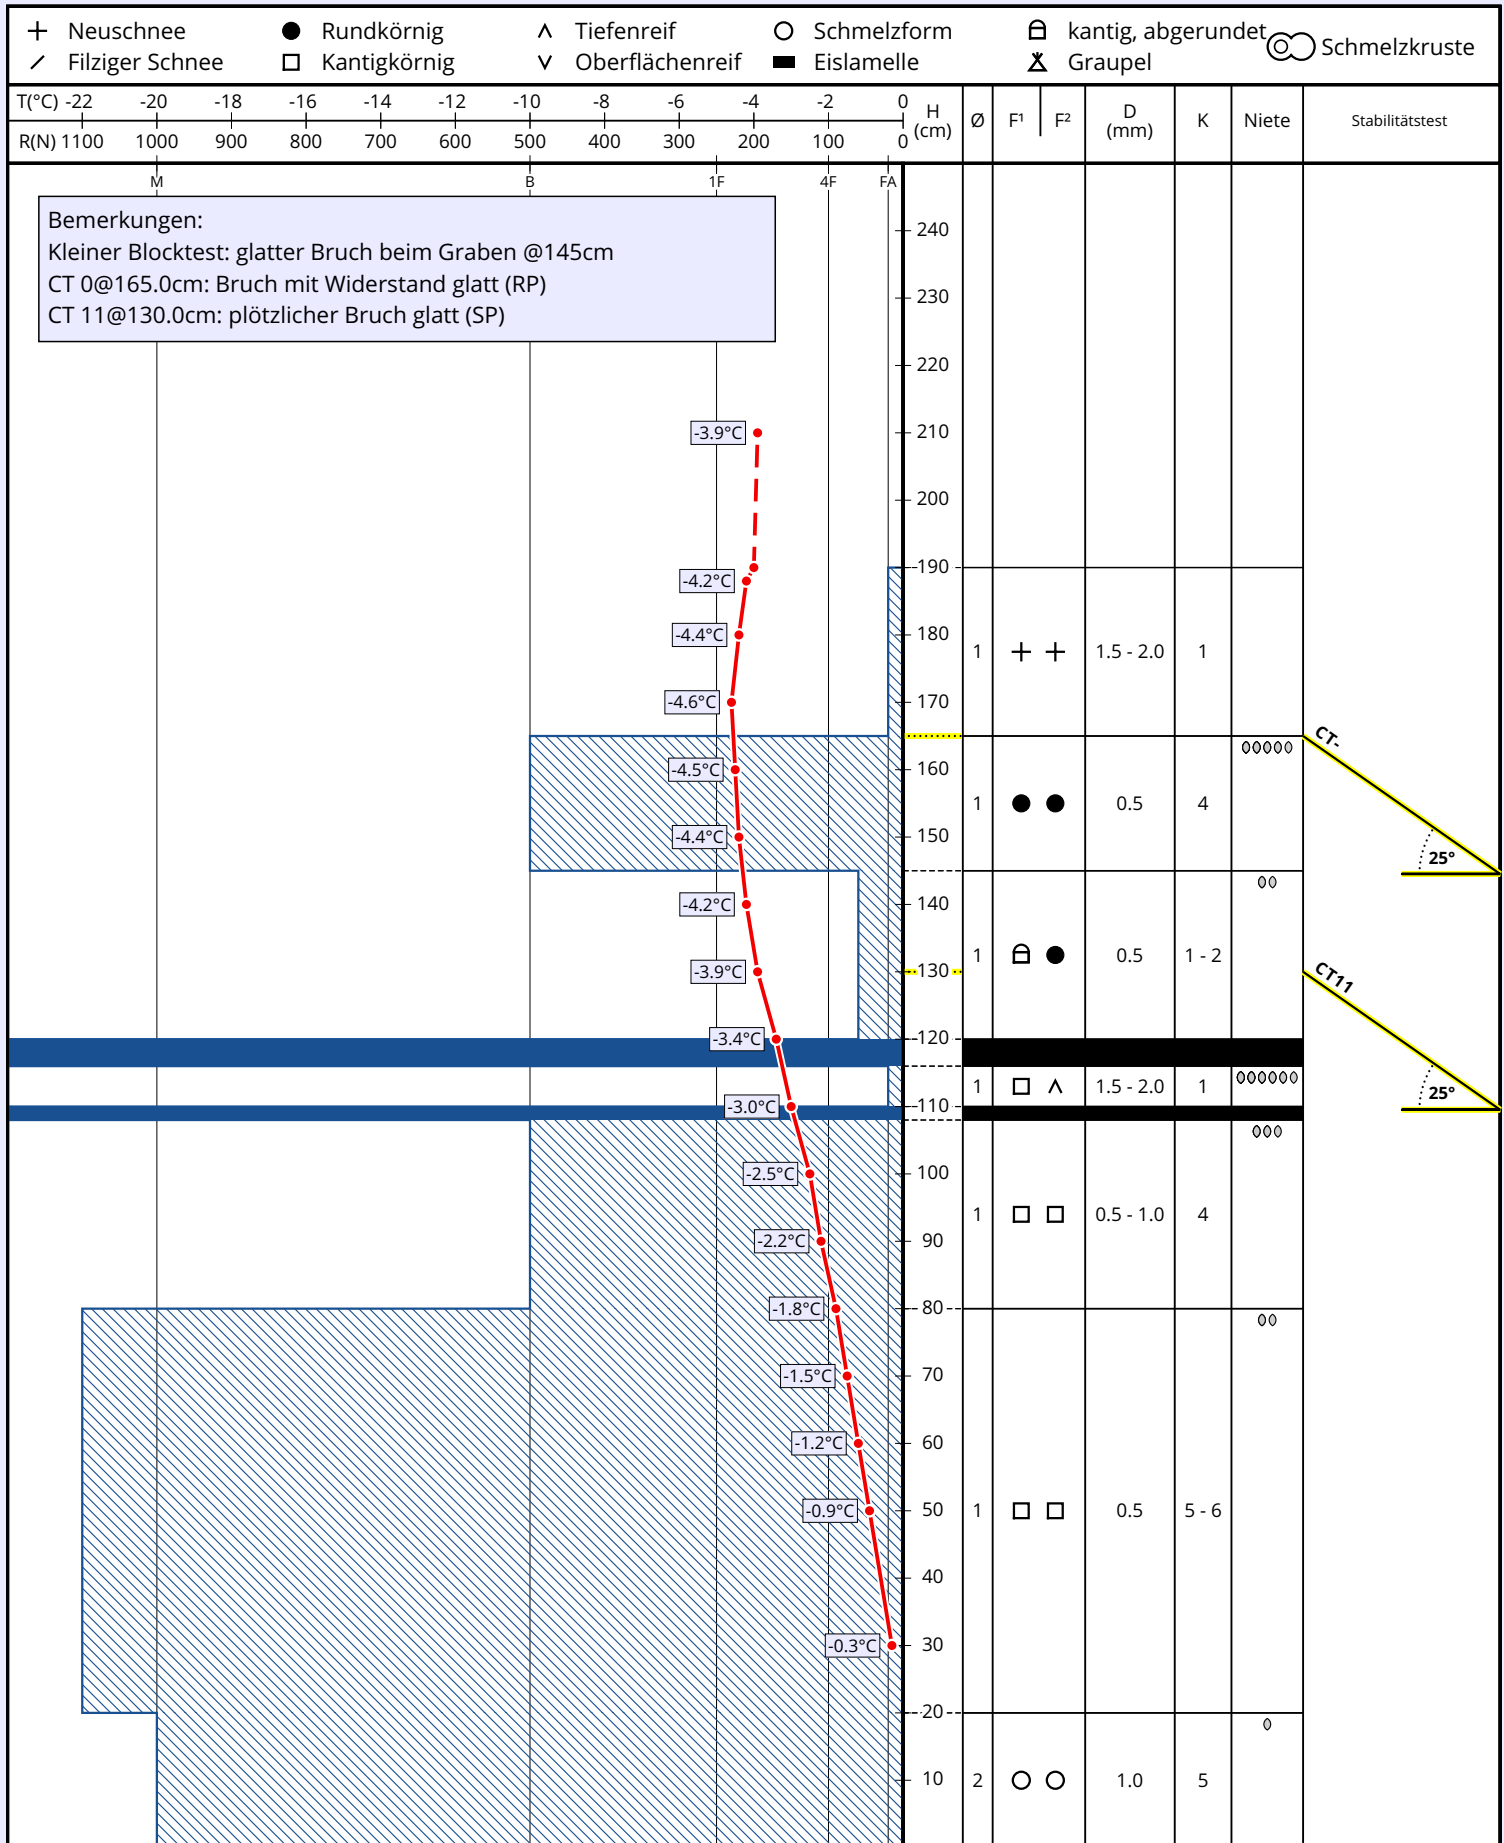 Neuschnee Rundkörnig Tiefenreif Schmelzform kantig, abgerundet Schmelzkruste
Filziger Schnee Kantigkörnig Oberflächenreif Eislamelle Graupel
T(°C) -22 -20 -18 -16 -14 -12 -10 -8 -6 -4 -2 0
H (cm) Ø F¹ F² D (mm) K Niete Stabilitätstest
R(N) 1100 1000 900 800 700 600 500 400 300 200 100 0
M B 1F 4F FA
Bemerkungen:
Kleiner Blocktest: glatter Bruch beim Graben @145cm
CT 0@165.0cm: Bruch mit Widerstand glatt (RP)
CT 11@130.0cm: plötzlicher Bruch glatt (SP)
240
230
220
-3.9°C 210
200
190
-4.2°C
-4.4°C 180
1 1.5 - 2.0 1
-4.6°C 170
CT-
-4.5°C 160
1 0.5 4
-4.4°C 150
25°
-4.2°C 140
1 0.5 1 - 2
-3.9°C 130
CT11
-3.4°C 120
1 1.5 - 2.0 1
25°
-3.0°C 110
-2.5°C 100
1 0.5 - 1.0 4
-2.2°C 90
-1.8°C 80
-1.5°C 70
-1.2°C 60
-0.9°C 50 1 0.5 5 - 6
40
-0.3°C 30
20
10 2 1.0 5